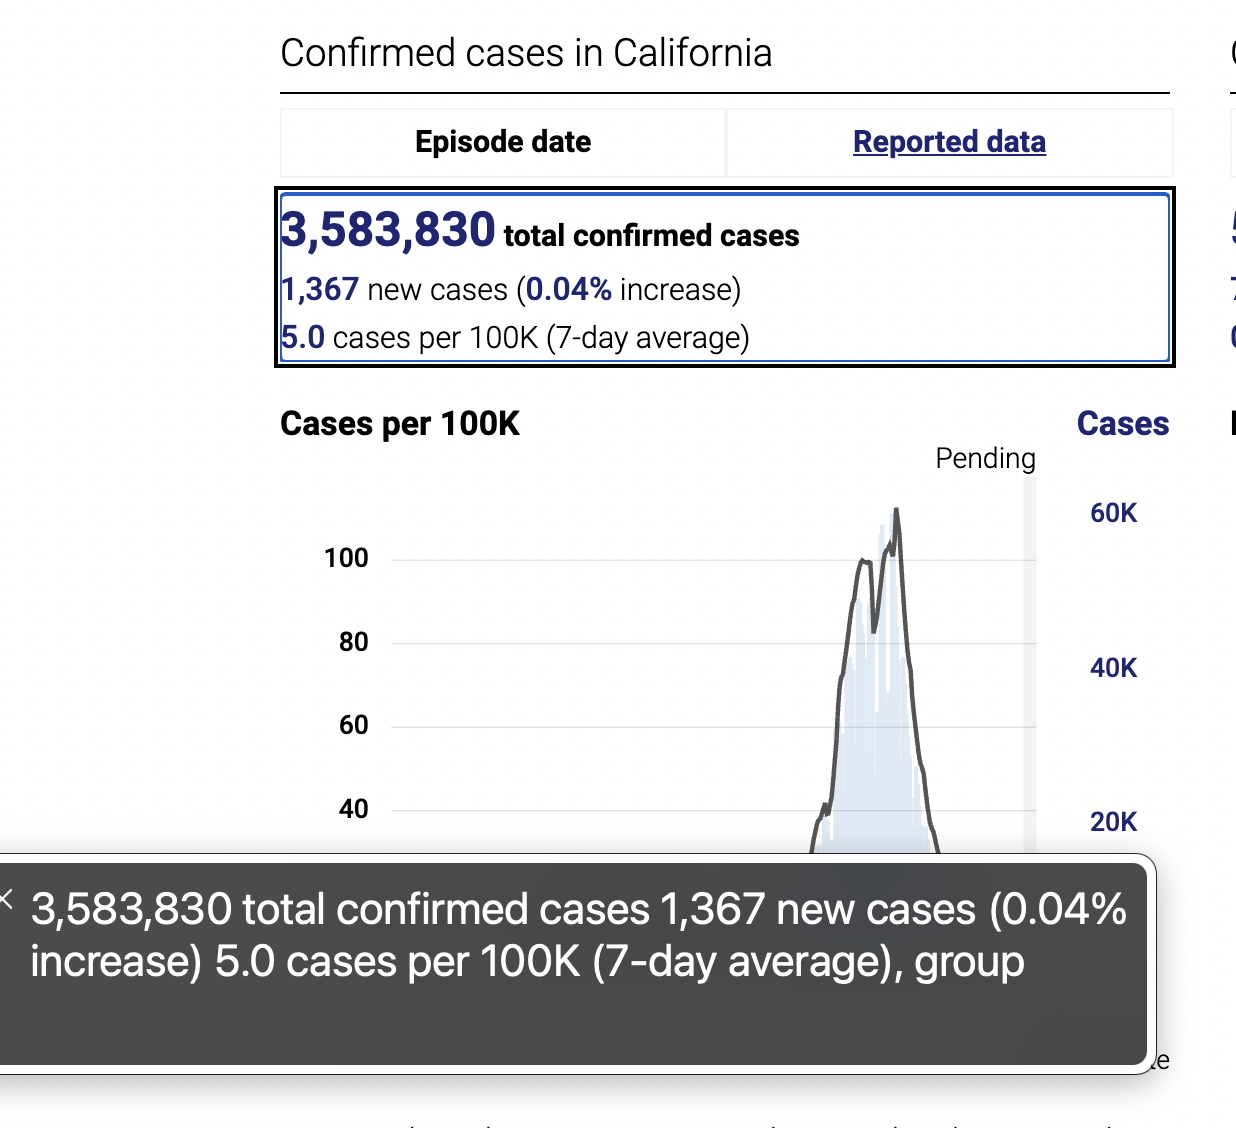 Confirmed cases in California
Episode date
Reported data
3,583,830 total confirmed cases
1,367 new cases (0.04% increase)
5.0 cases per 100K (7-day average)
Cases per 100K
Cases
Pending
60K
100
80
40K
60
40
20K
3,583,830 total confirmed cases 1,367 new cases (0.04%
increase) 5.0 cases per 100K (7-day average), group